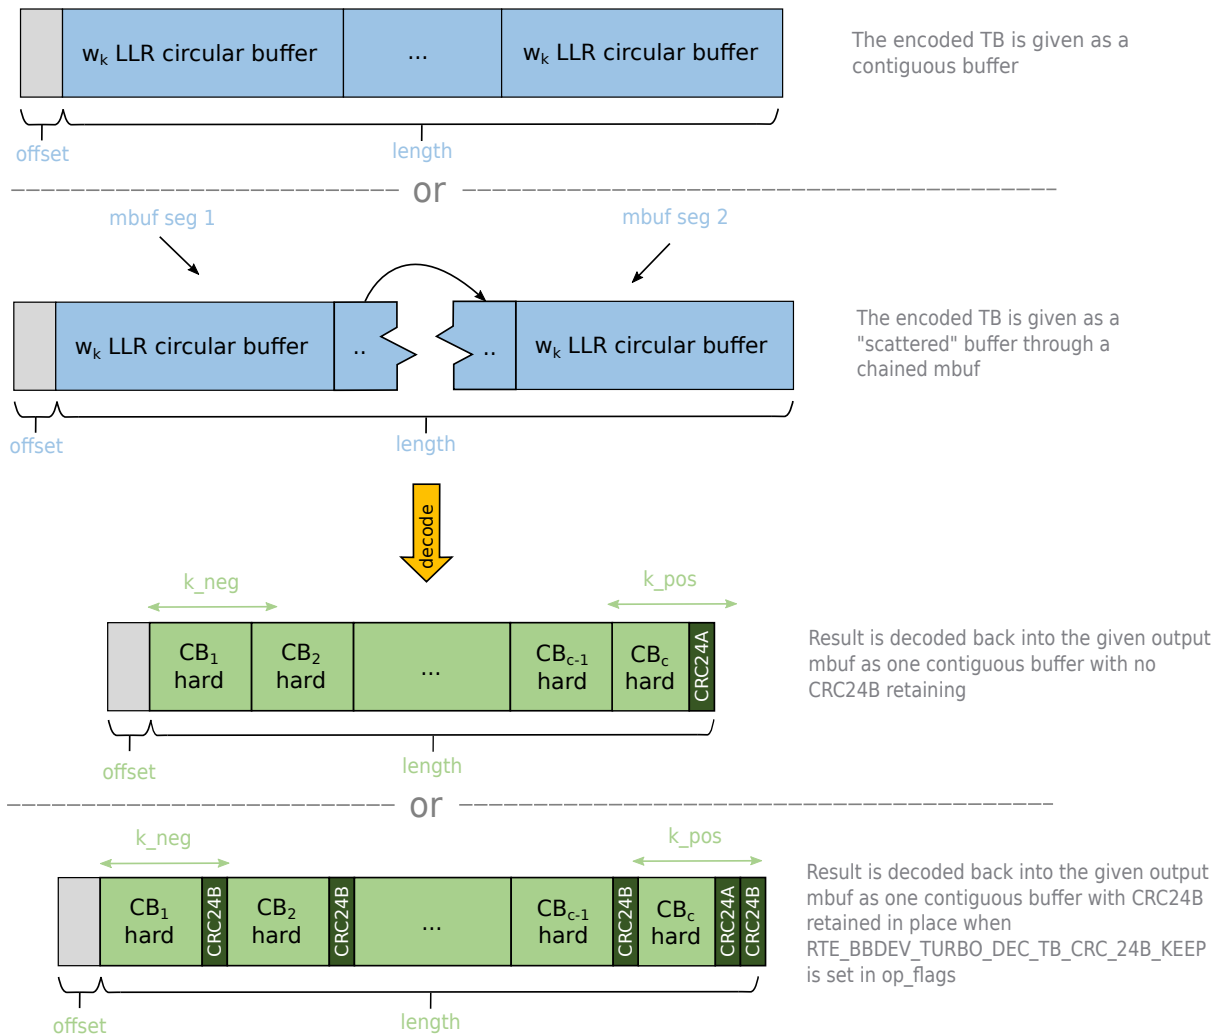 wk LLR circular buffer ... wk LLR circular buffer
The encoded TB is given as a
contiguous buffer
offset length
or
mbuf seg 1 mbuf seg 2
wk LLR circular buffer .. .. wk LLR circular buffer
The encoded TB is given as a
"scattered" buffer through a
chained mbuf
offset length
decode
k_neg k_pos
CB1 hard CB2 hard ... CBc-1 hard CBc hard CRC24A
Result is decoded back into the given output
mbuf as one contiguous buffer with no
CRC24B retaining
offset length
or
k_neg k_pos
CB1 hard CRC24B CB2 hard CRC24B ... CBc-1 hard CRC24B CBc hard CRC24A CRC24B
Result is decoded back into the given output
mbuf as one contiguous buffer with CRC24B
retained in place when
RTE_BBDEV_TURBO_DEC_TB_CRC_24B_KEEP
is set in op_flags
offset length